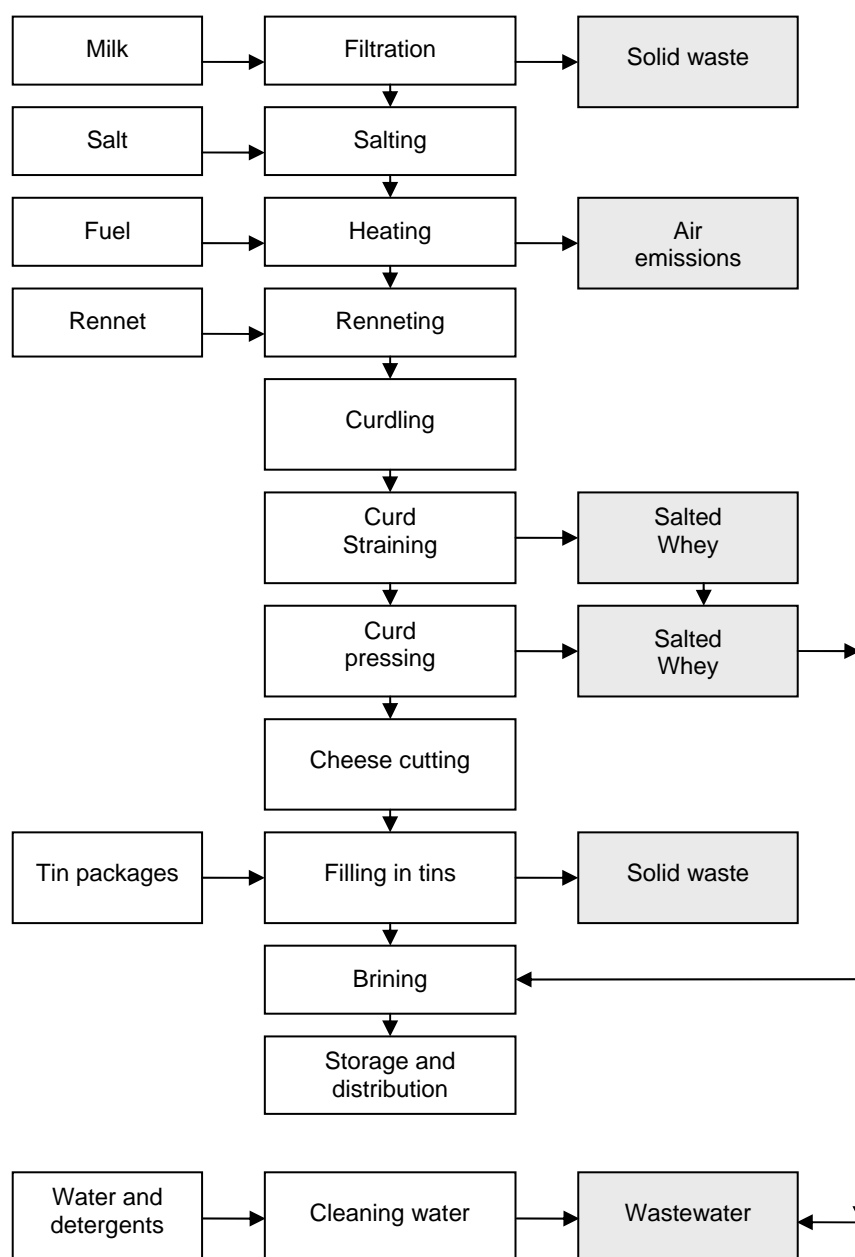 Milk
Filtration
Solid waste
Salt
Salting
Fuel
Heating
Air
emissions
Rennet
Renneting
Curdling
Curd
Straining
Salted
Whey
Curd
pressing
Salted
Whey
Cheese cutting
Tin packages
Filling in tins
Solid waste
Brining
Storage and
distribution
Water and
detergents
Cleaning water
Wastewater